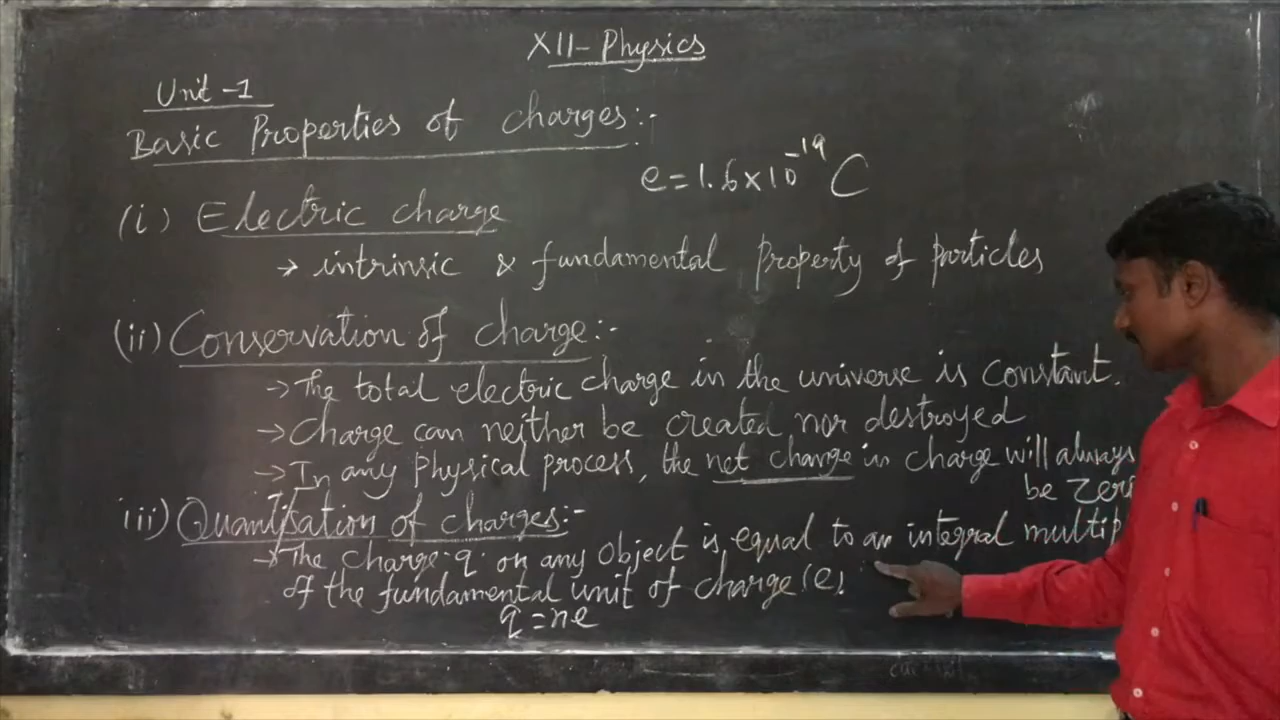 XII- Physics
Unit -1
Basic Properties of charges:-
e=1.6×10⁻¹⁹ C
(i) Electric charge
→ intrinsic & fundamental property of particles
(ii) Conservation of charge:-
→ The total electric charge in the universe is constant.
→ Charge can neither be created nor destroyed
→ In any physical process, the net change in charge will always
be zero
iii) Quantisation of charges:-
→ The charge 'q' on any object is equal to an integral multip
of the fundamental unit of charge (e).
q = ne